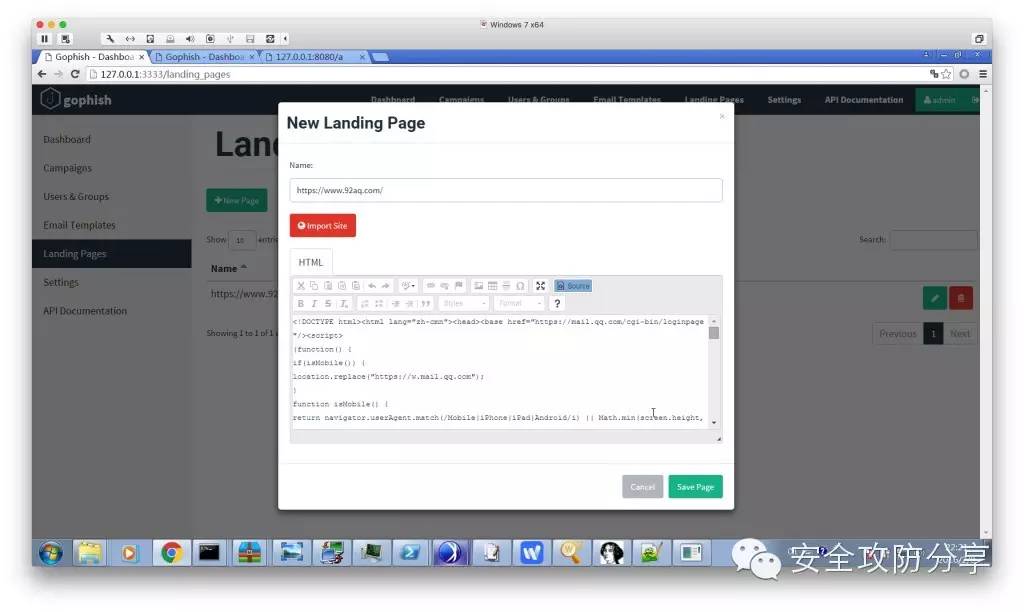 Windows 7 x64
Gophish - Dashboa
Gophish - Dashboa
127.0.0.1:8080/a
127.0.0.1:3333/landing_pages
gophish
Dashboard
Campaigns
Users & Groups
Email Templates
Landing Pages
Settings
API Documentation
admin
Dashboard
Campaigns
Users & Groups
Email Templates
Landing Pages
Settings
API Documentation
New Page
Show 10
Search:
Name
https://www.92
Showing 1 to 1 of 1
Previous 1 Next
New Landing Page
Name:
https://www.92aq.com/
Import Site
HTML
Source
Styles
Format
<!DOCTYPE html><html lang="zh-cmn"><head><base href="https://mail.qq.com/cgi-bin/loginpage
"/><script>
(function() {
if(isMobile()) {
location.replace("https://w.mail.qq.com");
}
function isMobile() {
return navigator.userAgent.match(/Mobile|iPhone|iPad|Android/i) || Math.min(screen.height,
Cancel
Save Page
安全攻防分享